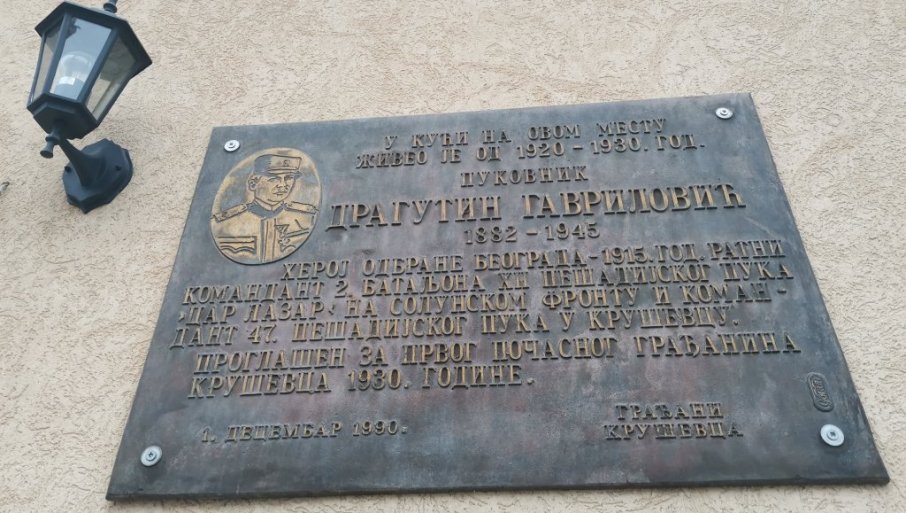 У КУЋИ НА ОВОМ МЕСТУ
ЖИВЕО ЈЕ ОД 1920-1930. ГОД.
ПУКОВНИК
ДРАГУТИН ГАВРИЛОВИЋ
1882-1945
ХЕРОЈ ОДБРАНЕ БЕОГРАДА-1915. ГОД. РАТНИ
КОМАНДАНТ 2. БАТАЉОНА XII ПЕШАДИЈСКОГ ПУКА
„ЦАР ЛАЗАР“ НА СОЛУНСКОМ ФРОНТУ И КОМАН-
ДАНТ 47. ПЕШАДИЈСКОГ ПУКА У КРУШЕВЦУ.
ПРОГЛАШЕН ЗА ПРВОГ ПОЧАСНОГ ГРАЂАНИНА
КРУШЕВЦА 1930. ГОДИНЕ.
1. ДЕЦЕМБАР 1990.
ГРАЂАНИ
КРУШЕВЦА